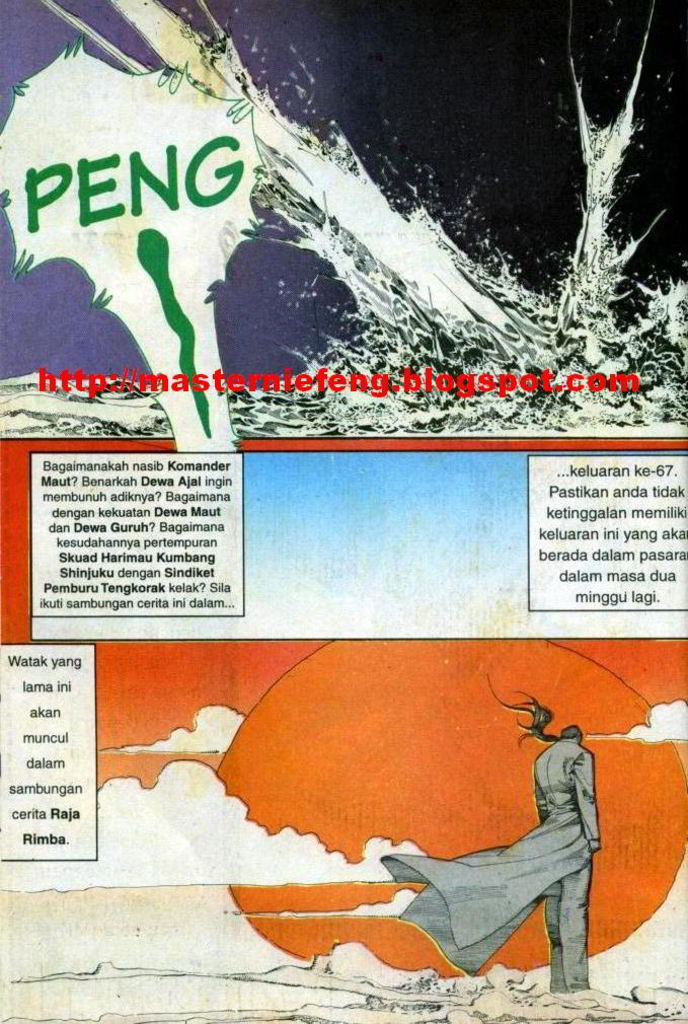 PENG
!
http://masterniefeng.blogspot.com
Bagaimanakah nasib Komander
Maut? Benarkah Dewa Ajal ingin
membunuh adiknya? Bagaimana
dengan kekuatan Dewa Maut
dan Dewa Guruh? Bagaimana
kesudahannya pertempuran
Skuad Harimau Kumbang
Shinjuku dengan Sindiket
Pemburu Tengkorak kelak? Sila
ikuti sambungan cerita ini dalam...
...keluaran ke-67.
Pastikan anda tidak
ketinggalan memiliki
keluaran ini yang akan
berada dalam pasaran
dalam masa dua
minggu lagi.
Watak yang
lama ini
akan
muncul
dalam
sambungan
cerita Raja
Rimba.